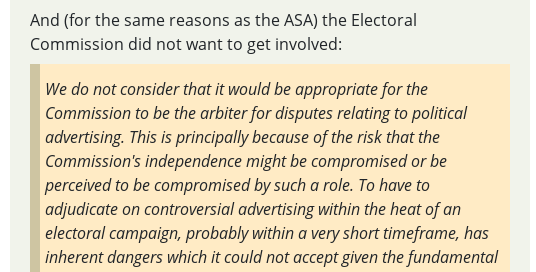 And (for the same reasons as the ASA) the Electoral
Commission did not want to get involved:
We do not consider that it would be appropriate for the
Commission to be the arbiter for disputes relating to political
advertising. This is principally because of the risk that the
Commission's independence might be compromised or be
perceived to be compromised by such a role. To have to
adjudicate on controversial advertising within the heat of an
electoral campaign, probably within a very short timeframe, has
inherent dangers which it could not accept given the fundamental